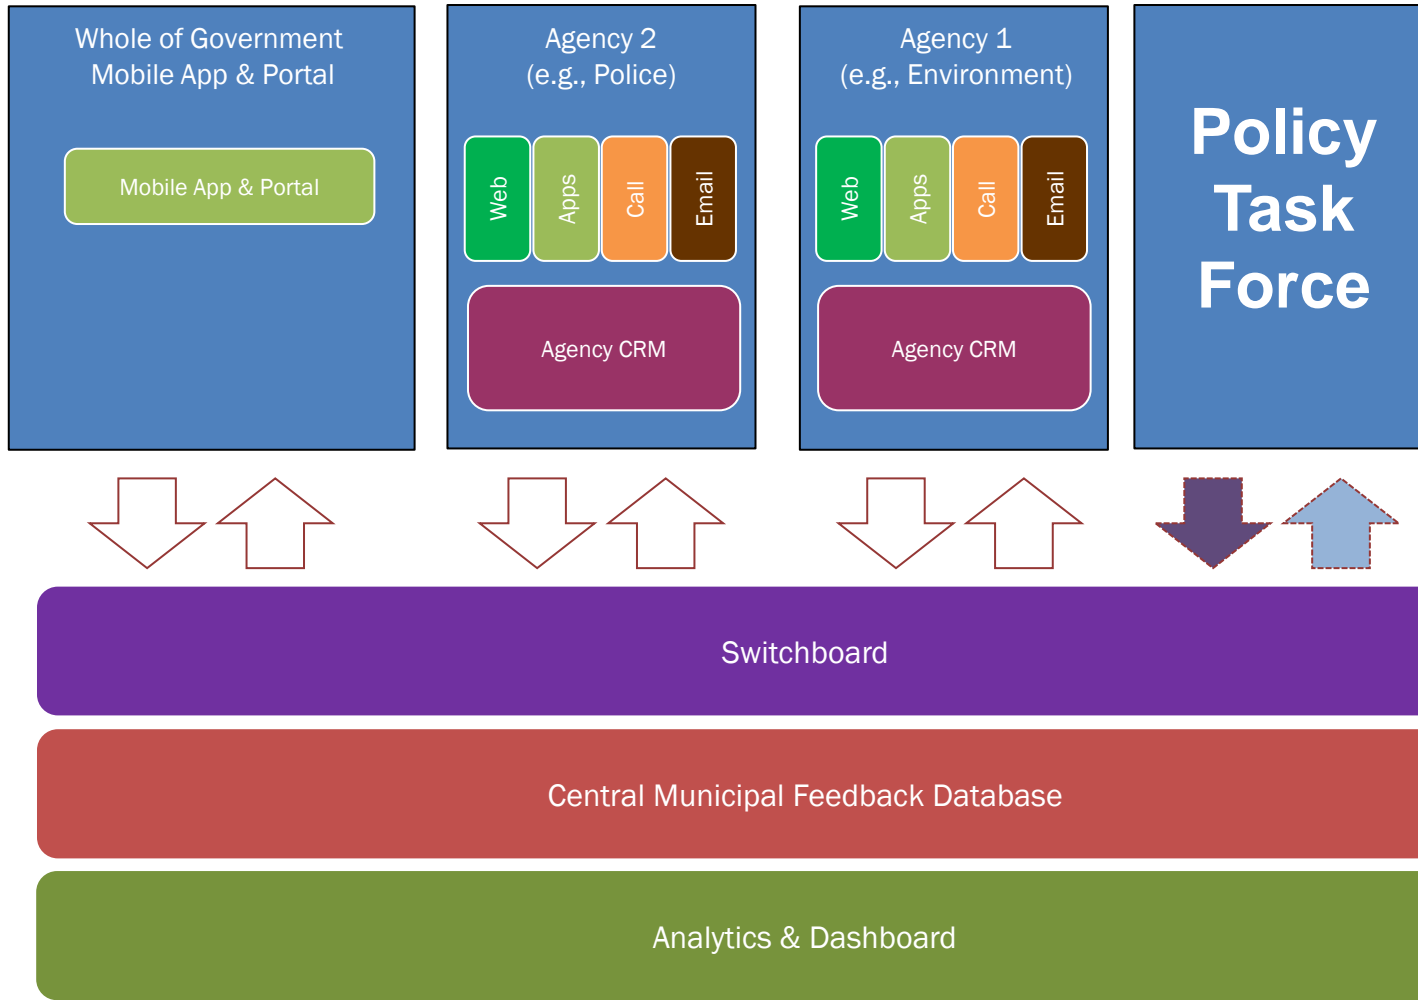 Whole of Government
Mobile App & Portal
Mobile App & Portal
Agency 2
(e.g., Police)
Web
Apps
Call
Email
Agency CRM
Agency 1
(e.g., Environment)
Web
Apps
Call
Email
Agency CRM
Policy
Task
Force
Switchboard
Central Municipal Feedback Database
Analytics & Dashboard